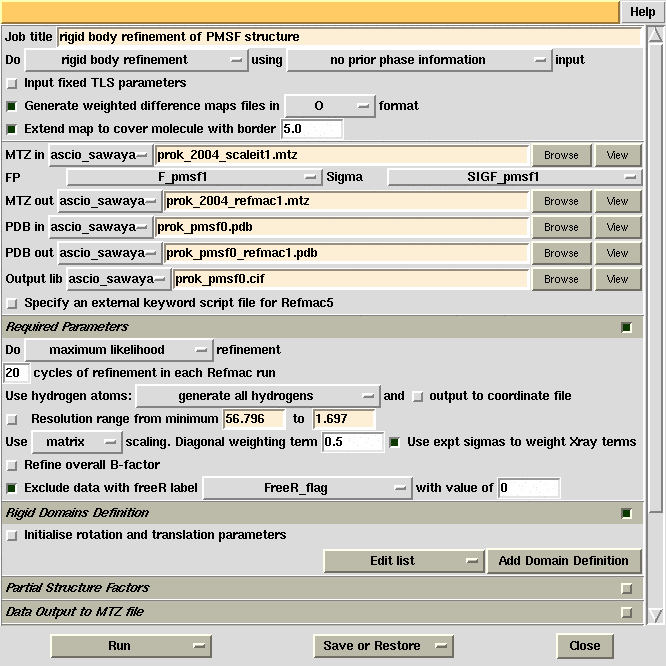 Help
Job title rigid body refinement of PMSF structure
Do rigid body refinement using no prior phase information input
Input fixed TLS parameters
Generate weighted difference maps files in O format
Extend map to cover molecule with border 5.0
MTZ in ascio_sawaya prok_2004_scaleit1.mtz Browse View
FP F_pmsf1 Sigma SIGF_pmsf1
MTZ out ascio_sawaya prok_2004_refmac1.mtz Browse View
PDB in ascio_sawaya prok_pmsf0.pdb Browse View
PDB out ascio_sawaya prok_pmsf0_refmac1.pdb Browse View
Output lib ascio_sawaya prok_pmsf0.cif Browse View
Specify an external keyword script file for Refmac5
Required Parameters
Do maximum likelihood refinement
20 cycles of refinement in each Refmac run
Use hydrogen atoms: generate all hydrogens and output to coordinate file
Resolution range from minimum 56.796 to 1.697
Use matrix scaling. Diagonal weighting term 0.5 Use expt sigmas to weight Xray terms
Refine overall B-factor
Exclude data with freeR label FreeR_flag with value of 0
Rigid Domains Definition
Initialise rotation and translation parameters
Edit list Add Domain Definition
Partial Structure Factors
Data Output to MTZ file
Run Save or Restore Close